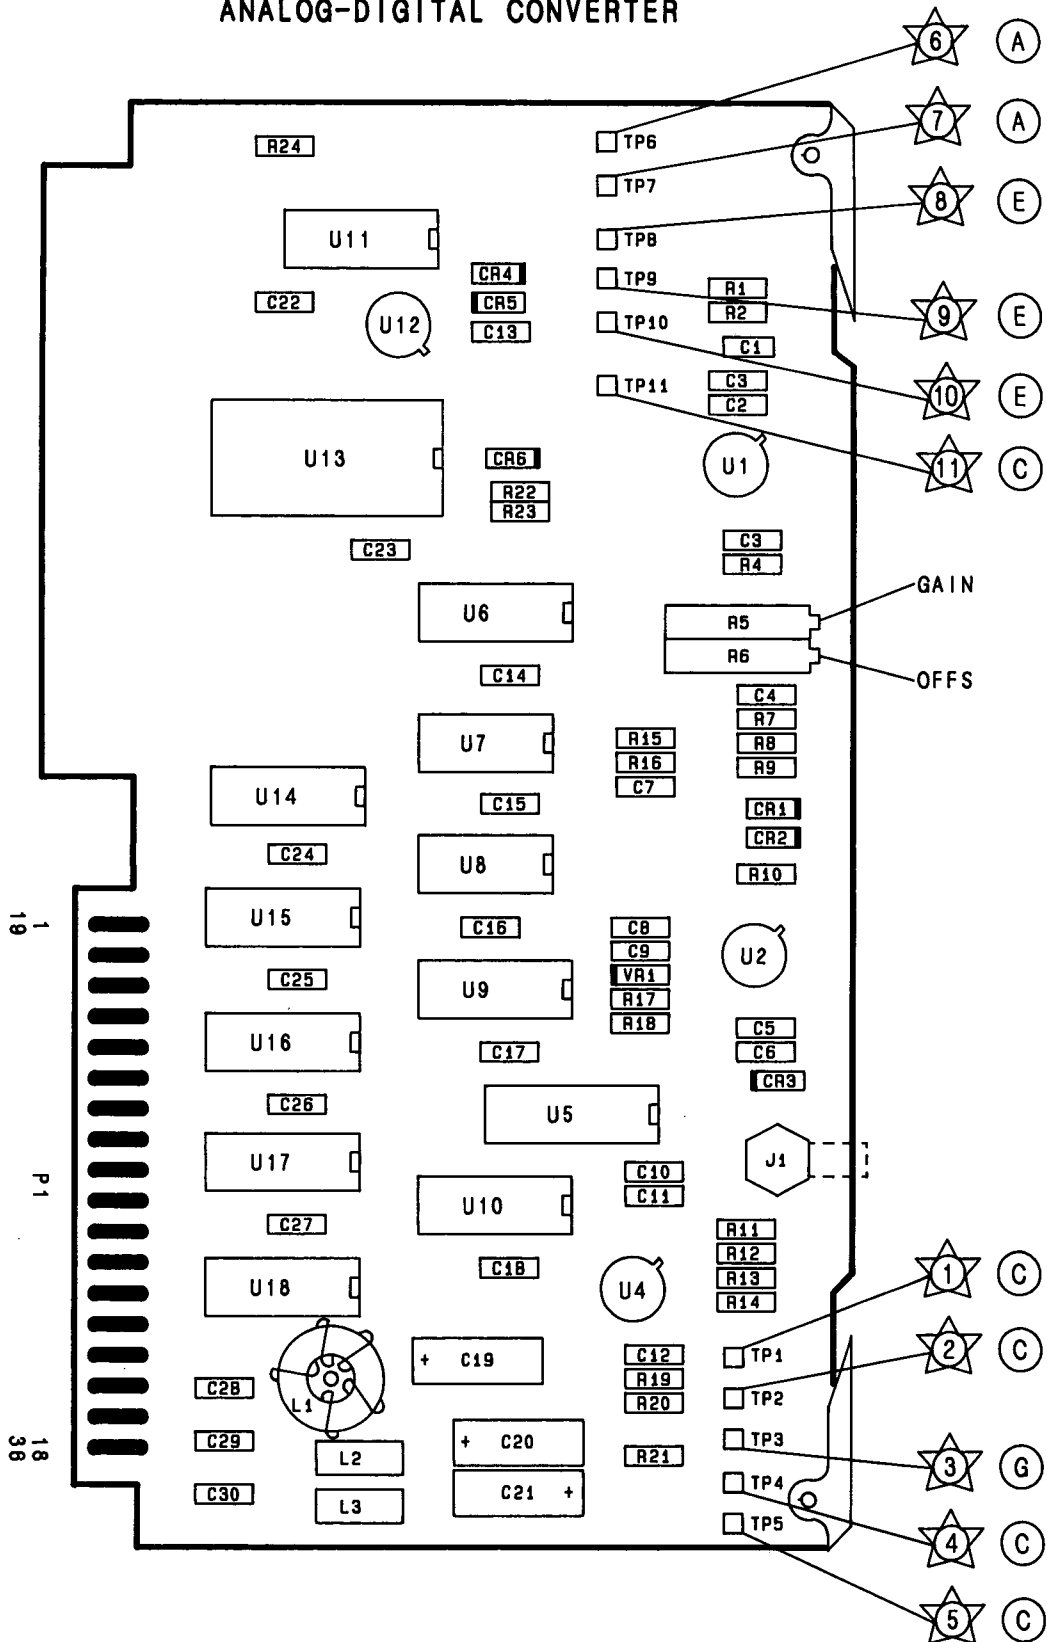 ANALOG-DIGITAL CONVERTER
6 A
TP6
R24
7 A
TP7
8 E
U11
TP8
CR4
TP9
R1
C22
CR5
R2
9 E
U12
C13
TP10
C1
TP11
C3
10 E
C2
U13
CR6
U1
11 C
R22
R23
C23
C3
R4
GAIN
U6
R5
R6
C14
OFFS
C4
R7
U7
R15
R8
R16
R9
C7
U14
C15
CR1
CR2
C24
U8
R10
1
19
U15
C16
C8
C9
U2
C25
U9
VR1
R17
R18
U16
C17
C5
C6
CR3
C26
U5
U17
J1
P1
C10
C11
U10
C27
R11
R12
C18
R13
1 C
U18
U4
R14
C12
TP1
2 C
+ C19
R19
C28
L1
R20
TP2
18
36
C29
+ C20
TP3
L2
R21
3 G
TP4
C30
C21 +
L3
TP5
4 C
5 C